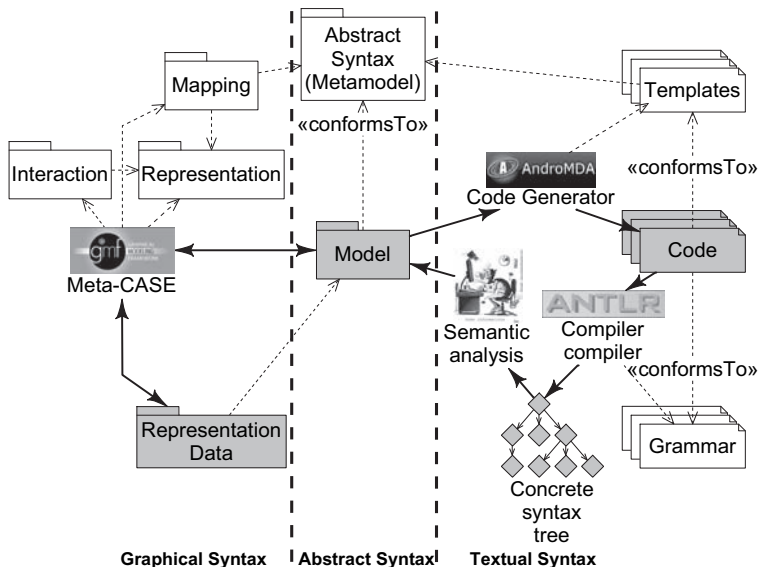 Abstract
Syntax
(Metamodel)
Mapping
Templates
«conformsTo»
Interaction
Representation
AndroMDA
Code Generator
«conformsTo»
gmf
Meta-CASE
Model
Code
ANTLR
Semantic
analysis
Compiler
compiler
«conformsTo»
Representation
Data
Grammar
Concrete
syntax
tree
Graphical Syntax
Abstract Syntax
Textual Syntax